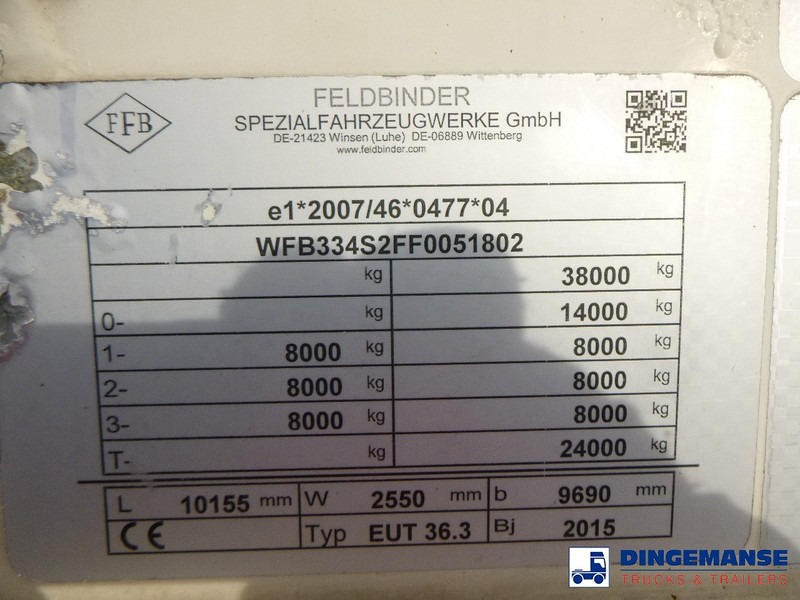 FFB
FELDBINDER
SPEZIALFAHRZEUGWERKE GmbH
DE-21423 Winsen (Luhe) DE-06889 Wittenberg
www.feldbinder.com
e1*2007/46*0477*04
WFB334S2FF0051802
kg 38000 kg
0- kg 14000 kg
1- 8000 kg 8000 kg
2- 8000 kg 8000 kg
3- 8000 kg 8000 kg
T- kg 24000 kg
L 10155 mm W 2550 mm b 9690 mm
CE Typ EUT 36.3 Bj 2015
DINGEMANSE
TRUCKS & TRAILERS